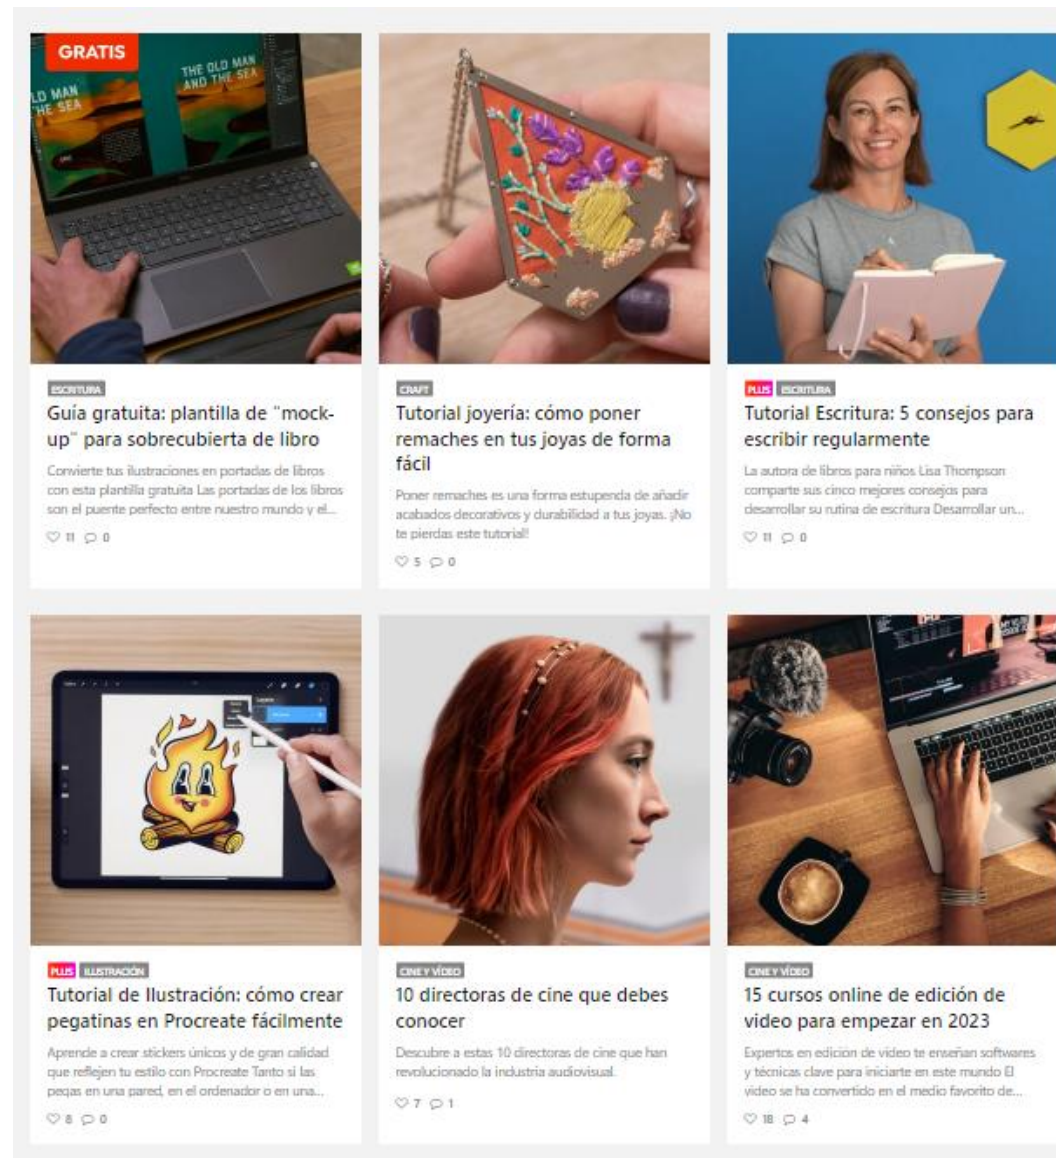 GRATIS
THE OLD MAN
AND THE SEA
OLD MAN
THE SEA
ESCRITURA
Guía gratuita: plantilla de "mock-
up" para sobrecubierta de libro
Convierte tus ilustraciones en portadas de libros
con esta plantilla gratuita Las portadas de los libros
son el puente perfecto entre nuestro mundo y el...
11 0
CRAFT
Tutorial joyería: cómo poner
remaches en tus joyas de forma
fácil
Poner remaches es una forma estupenda de añadir
acabados decorativos y durabilidad a tus joyas. ¡No
te pierdas este tutorial!
5 0
PLUS ESCRITURA
Tutorial Escritura: 5 consejos para
escribir regularmente
La autora de libros para niños Lisa Thompson
comparte sus cinco mejores consejos para
desarrollar su rutina de escritura Desarrollar un...
11 0
PLUS ILUSTRACIÓN
Tutorial de Ilustración: cómo crear
pegatinas en Procreate fácilmente
Aprende a crear stickers únicos y de gran calidad
que reflejen tu estilo con Procreate Tanto si las
pegas en una pared, en el ordenador o en una...
8 0
CINE Y VÍDEO
10 directoras de cine que debes
conocer
Descubre a estas 10 directoras de cine que han
revolucionado la industria audiovisual.
7 1
CINE Y VÍDEO
15 cursos online de edición de
video para empezar en 2023
Expertos en edición de vídeo te enseñan softwares
y técnicas clave para iniciarte en este mundo El
video se ha convertido en el medio favorito de...
18 4